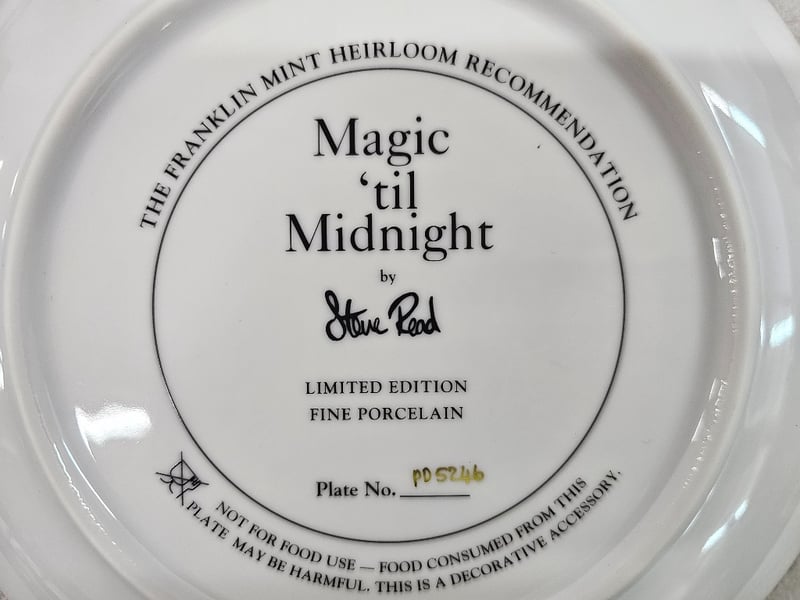 THE FRANKLIN MINT HEIRLOOM RECOMMENDATION
Magic
‘til
Midnight
by
Steve Read
LIMITED EDITION
FINE PORCELAIN
Plate No. PD5246
NOT FOR FOOD USE — FOOD CONSUMED FROM THIS
PLATE MAY BE HARMFUL. THIS IS A DECORATIVE ACCESSORY.